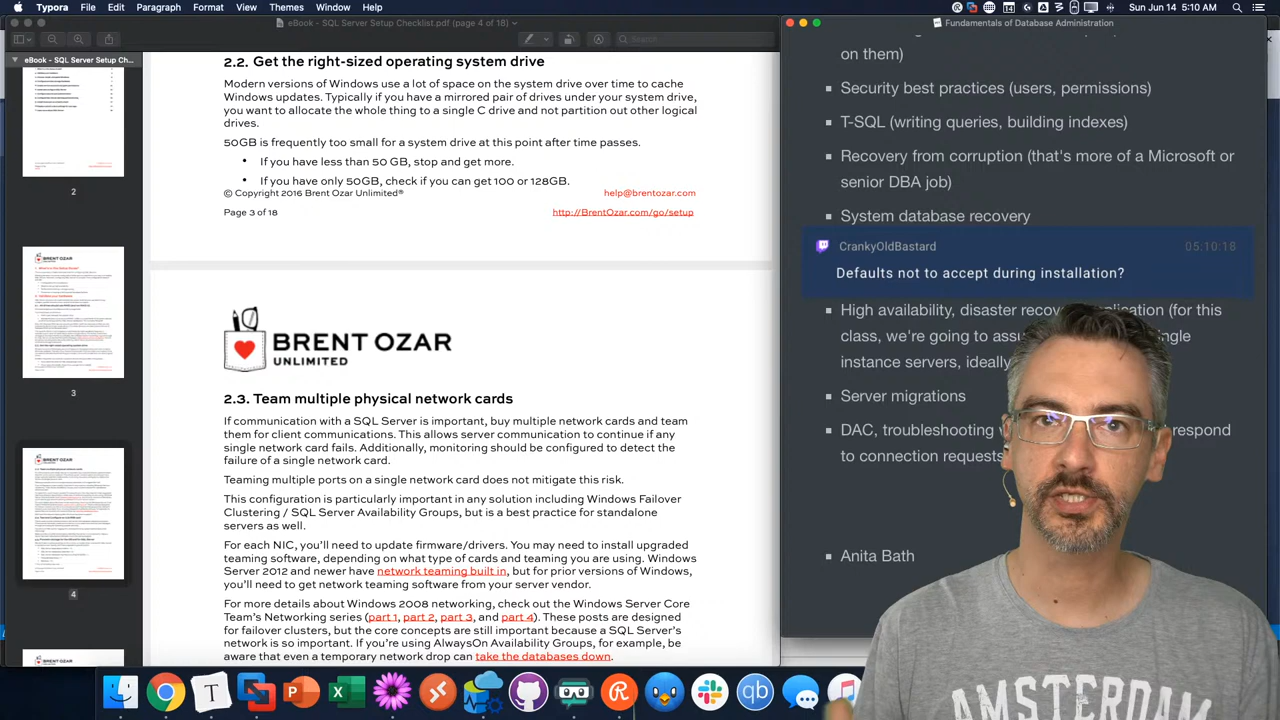 Typora File Edit Paragraph Format View Themes Window Help
Sun Jun 14 5:10 AM
eBook - SQL Server Setup Checklist.pdf (page 4 of 18)
Search
eBook - SQL Server Setup Ch...
2
3
4
2.2. Get the right-sized operating system drive
Modern versions of Windows use a lot of space on the system drive over time to cache
Windows updates. Typically if you have a mirrored pair of drives under your system drive,
you want to allocate the whole thing to a single C drive and not partition out other logical
drives.
50GB is frequently too small for a system drive at this point after time passes.
• If you have less than 50 GB, stop and get more.
• If you have only 50GB, check if you can get 100 or 128GB.
© Copyright 2016 Brent Ozar Unlimited® help@brentozar.com
Page 3 of 18 http://BrentOzar.com/go/setup
BRENT OZAR
UNLIMITED
2.3. Team multiple physical network cards
If communication with a SQL Server is important, buy multiple network cards and team
them for client communications. This allows server communication to continue if any
single network card fails. Additionally, monitoring should be configured to detect the
failure of a single network card.
Teaming multiple ports on a single network card does not mitigate this risk.
This configuration is particularly important in clusters, including Windows Failover
Clustering / SQL Server Availability Groups, but is a best practice for standalone
servers as well.
For each NIC, you'll need to update firmware and drivers. You may need to install upgraded
teaming software depending on what type of network teaming you are using. Windows
Server 2012 and newer have network teaming built in, but for prior versions of Windows,
you'll need to get network teaming software from your server vendor.
For more details about Windows 2008 networking, check out the Windows Server Core
Team's Networking series (part 1, part 2, part 3, and part 4). These posts are designed
for failover clusters, but the core concepts are still important because a SQL Server's
network is so important. If you're using AlwaysOn Availability Groups, for example, be
aware that even a temporary network drop can take the databases down.
Fundamentals of Database Administration
on them)
Security best practices (users, permissions)
T-SQL (writing queries, building indexes)
Recovery from corruption (that's more of a Microsoft or
senior DBA job)
System database recovery
CrankyOldBastard 05:10:18
Defaults not to accept during installation?
High availability, disaster recovery, replication (for this
class, we're going to assume single
instance servers, ideally
Server migrations
DAC, troubleshooting respond
to connection requests
Anita Bath
AMSTERDAM